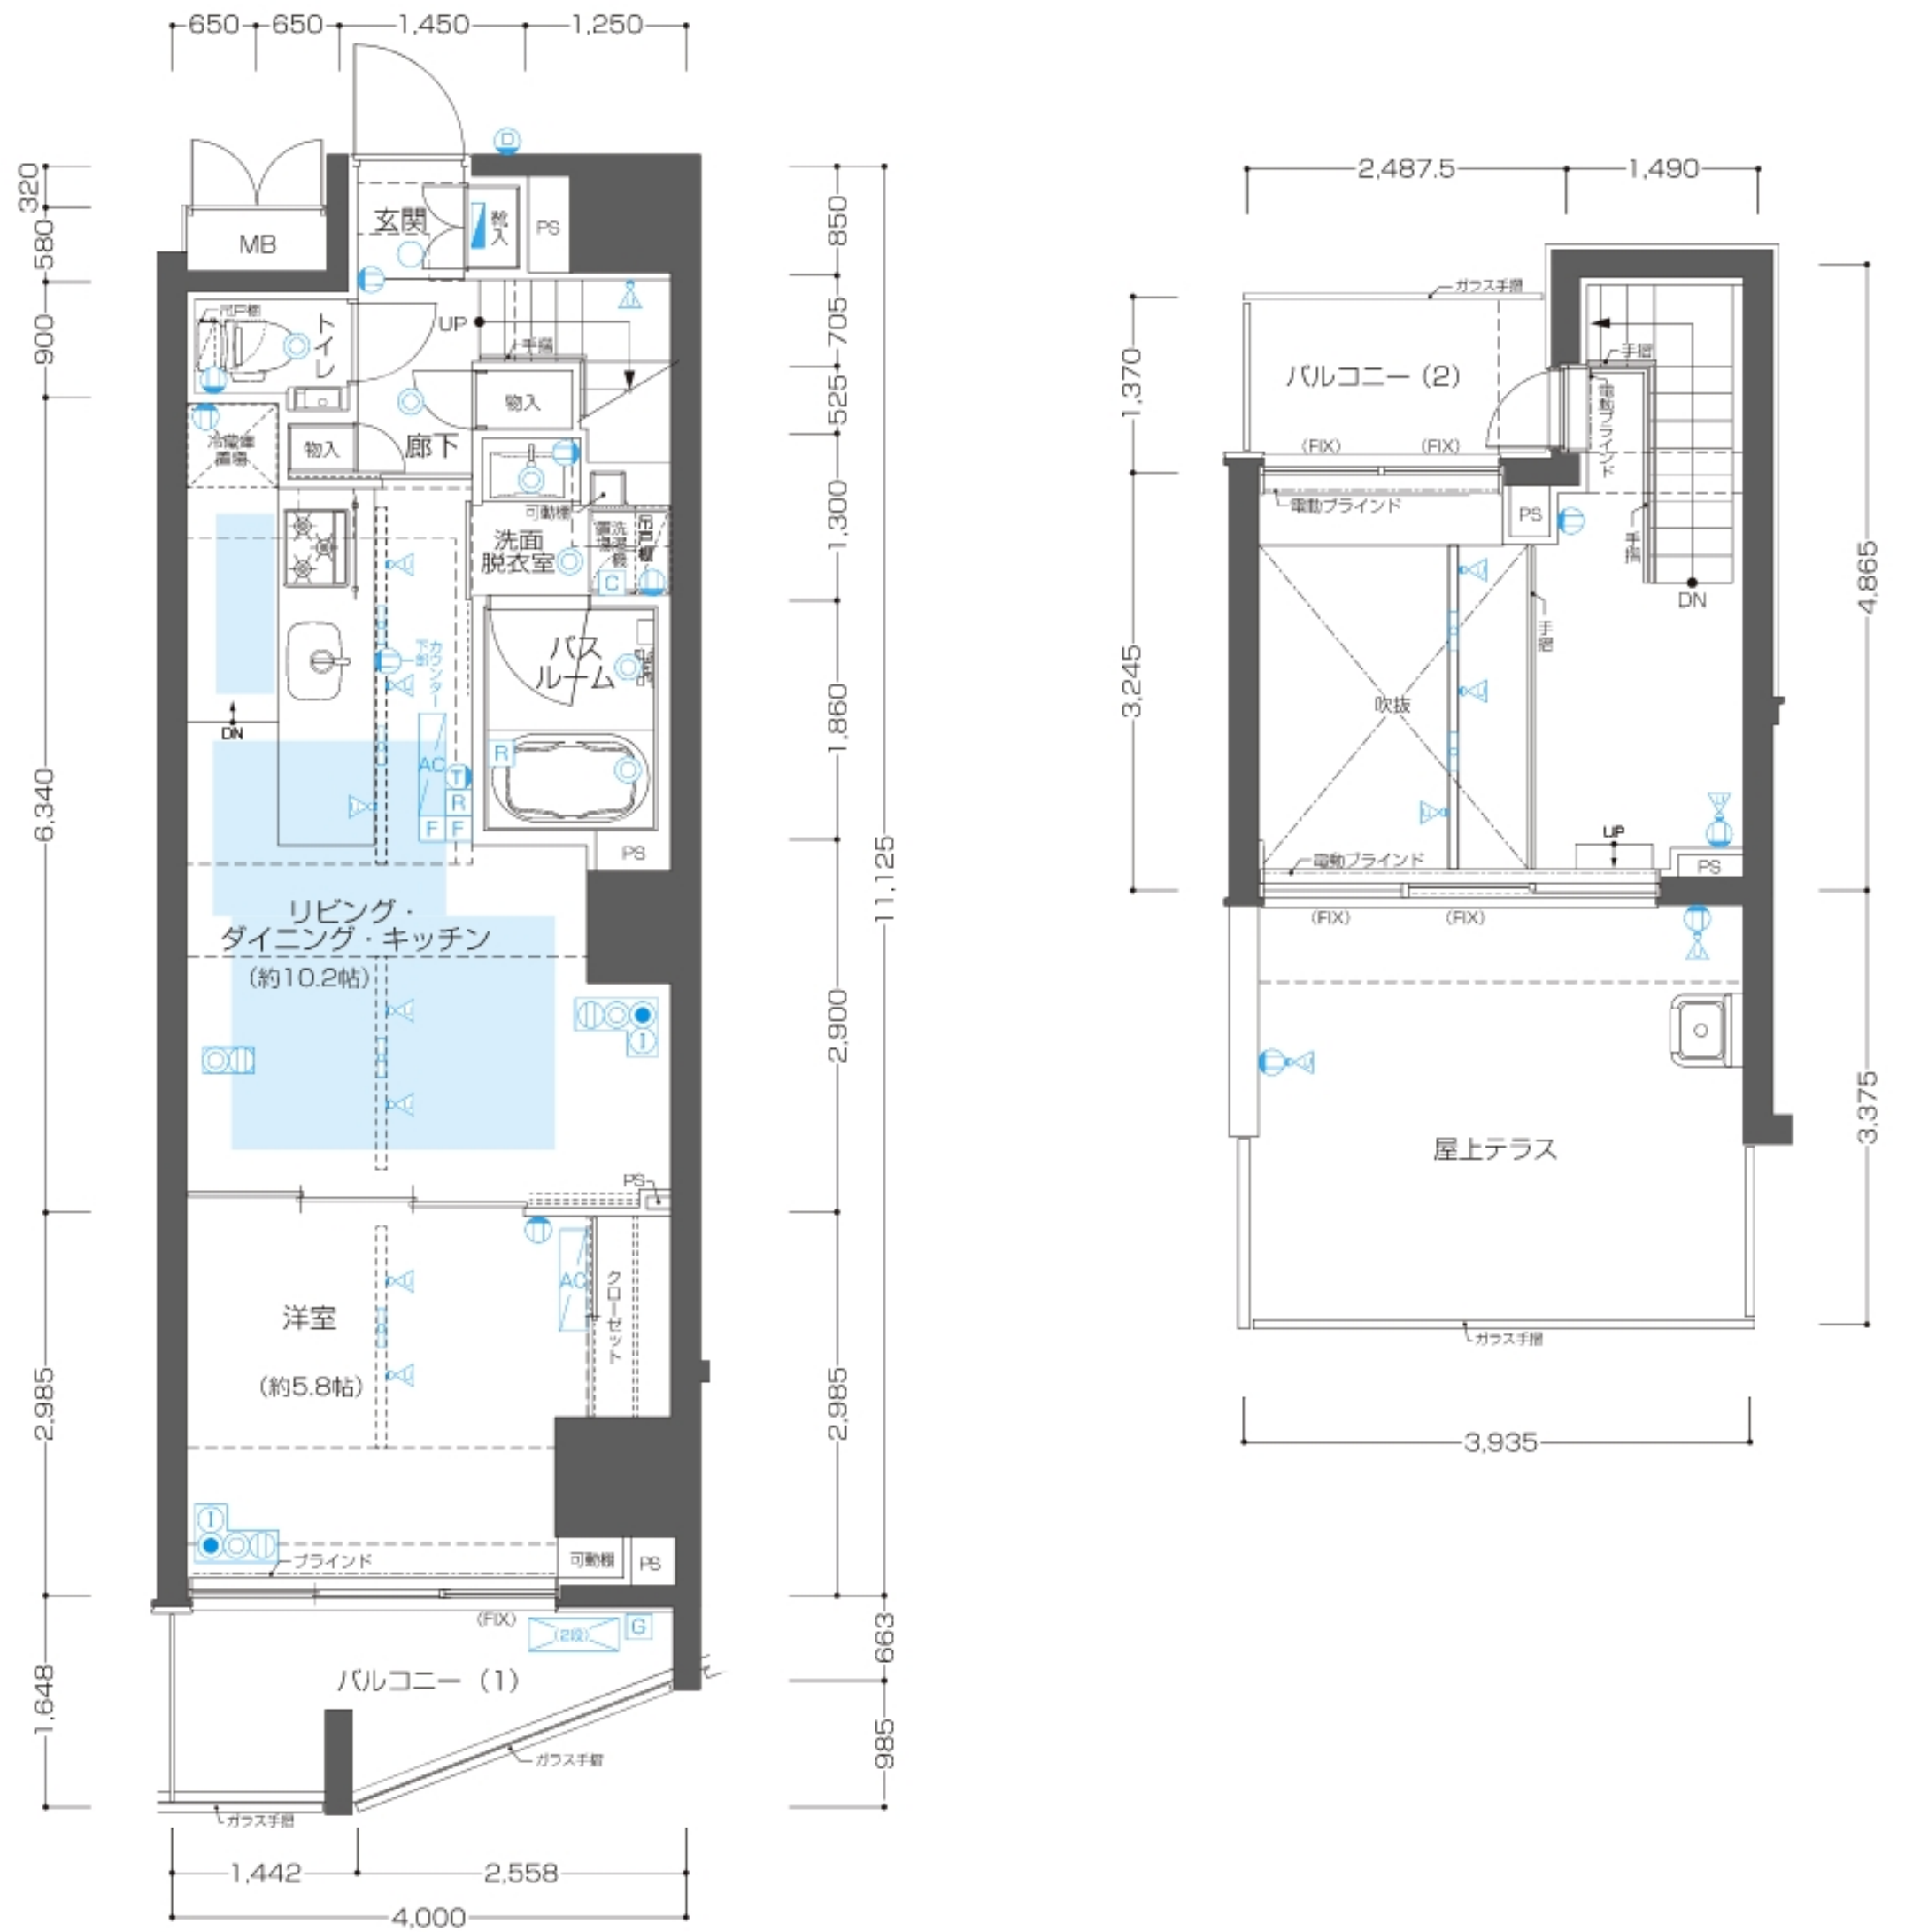 650
650
1,450
1,250
320
580
900
6,340
2,985
1,648
D
MB
玄関
靴入
PS
吊戸棚
トイレ
UP
手摺
物入
冷蔵庫置場
物入
廊下
可動棚
洗面
脱衣室
洗濯機置場
吊戸棚
C
カウンター下部
バス
ルーム
R
DN
AC
T
R
F
F
PS
リビング・
ダイニング・キッチン
(約10.2帖)
I
PS
AC
クローゼット
洋室
(約5.8帖)
I
ブラインド
可動棚
PS
(FIX)
(2段)
G
バルコニー (1)
ガラス手摺
ガラス手摺
850
705
525
1,300
1,860
2,900
2,985
11,125
663
985
1,442
2,558
4,000
2,487.5
1,490
1,370
3,245
ガラス手摺
バルコニー (2)
手摺
電動ブラインド
(FIX)
(FIX)
電動ブラインド
PS
手摺
DN
手摺
吹抜
UP
電動ブラインド
PS
(FIX)
(FIX)
屋上テラス
ガラス手摺
4,865
3,375
3,935